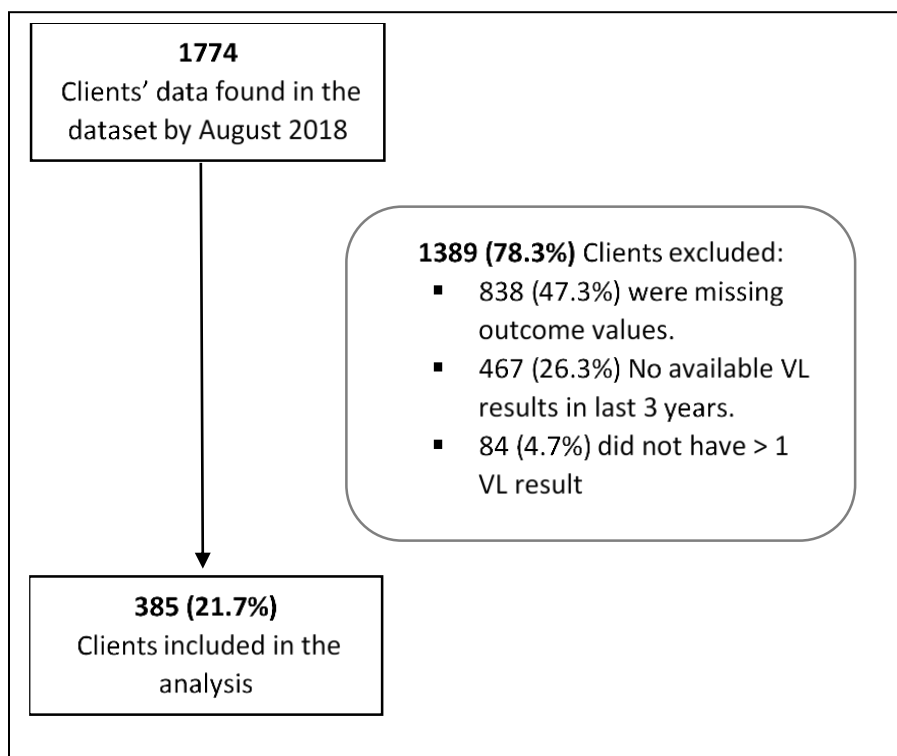 1774
Clients’ data found in the
dataset by August 2018
1389 (78.3%) Clients excluded:
▪ 838 (47.3%) were missing
outcome values.
▪ 467 (26.3%) No available VL
results in last 3 years.
▪ 84 (4.7%) did not have > 1
VL result
385 (21.7%)
Clients included in the
analysis